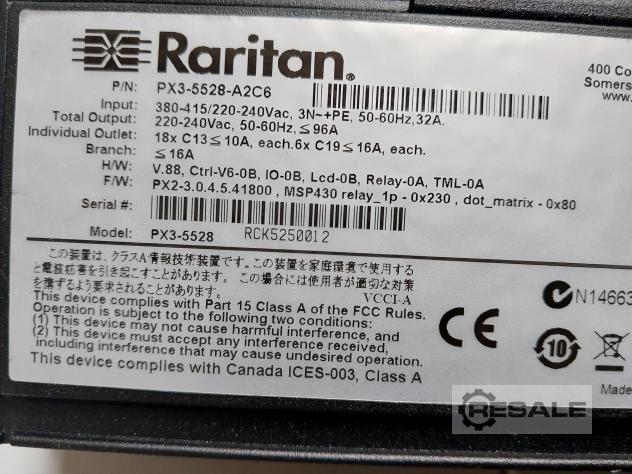 Raritan®
400 Co
Somers
www.
P/N: PX3-5528-A2C6
Input: 380-415/220-240Vac, 3N~+PE, 50-60Hz,32A.
Total Output: 220-240Vac, 50-60Hz,≤96A
Individual Outlet: 18x C13≤10A, each.6x C19≤16A, each.
Branch: ≤16A
H/W: V.88, Ctrl-V6-0B, IO-0B, Lcd-0B, Relay-0A, TML-0A
F/W: PX2-3.0.4.5.41800 , MSP430 relay_1p - 0x230 , dot_matrix - 0x80
Serial #:
Model: PX3-5528 RCK5250012
この装置は、クラスA情報技術装置です。この装置を家庭環境で使用する
と電波妨害を引き起こすことがあります。この場合には使用者が適切な対策
を講ずるよう要求されることがあります。 VCCI-A
This device complies with Part 15 Class A of the FCC Rules.
Operation is subject to the following two conditions:
(1) This device may not cause harmful interference, and
(2) This device must accept any interference received,
including interference that may cause undesired operation.
This device complies with Canada ICES-003, Class A
N14663
CE
10
Made
RESALE